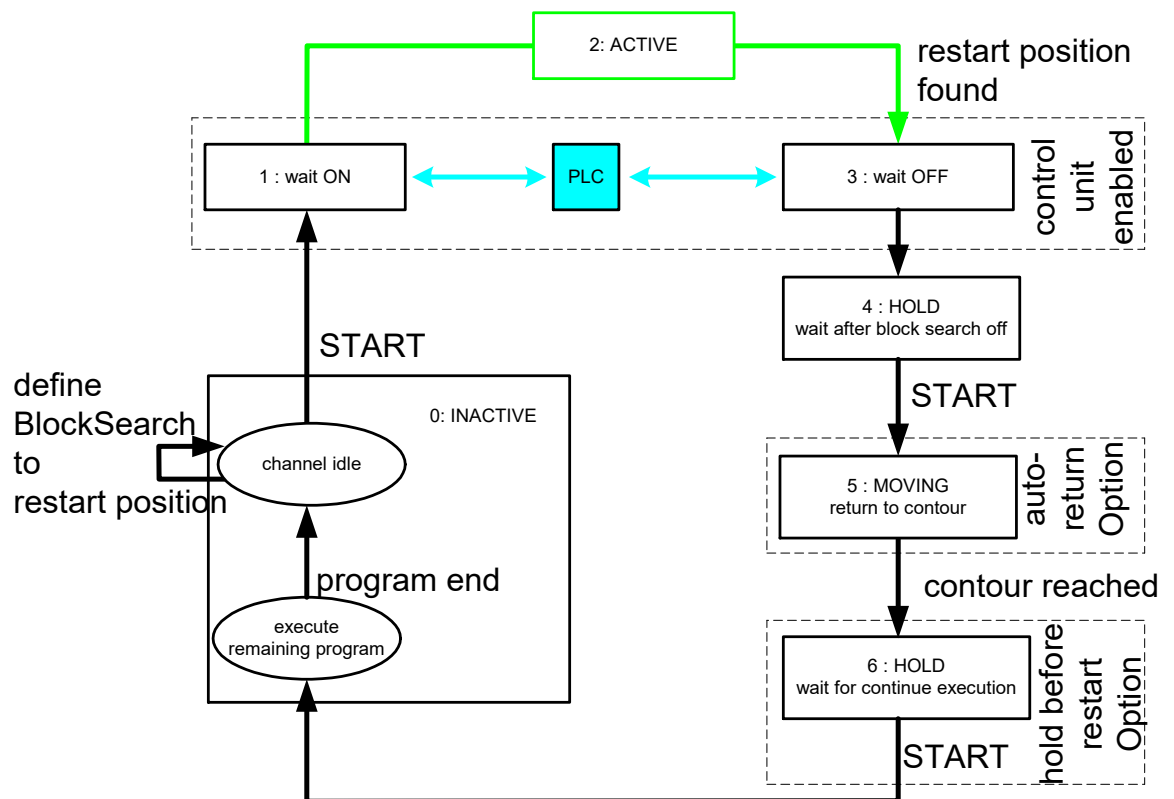 2: ACTIVE
restart position
found
1 : wait ON
PLC
3 : wait OFF
control
unit
enabled
4 : HOLD
wait after block search off
START
START
define
BlockSearch
to
restart position
0: INACTIVE
channel idle
5 : MOVING
return to contour
auto-
return
Option
program end
contour reached
execute
remaining program
6 : HOLD
wait for continue execution
hold before
restart
Option
START